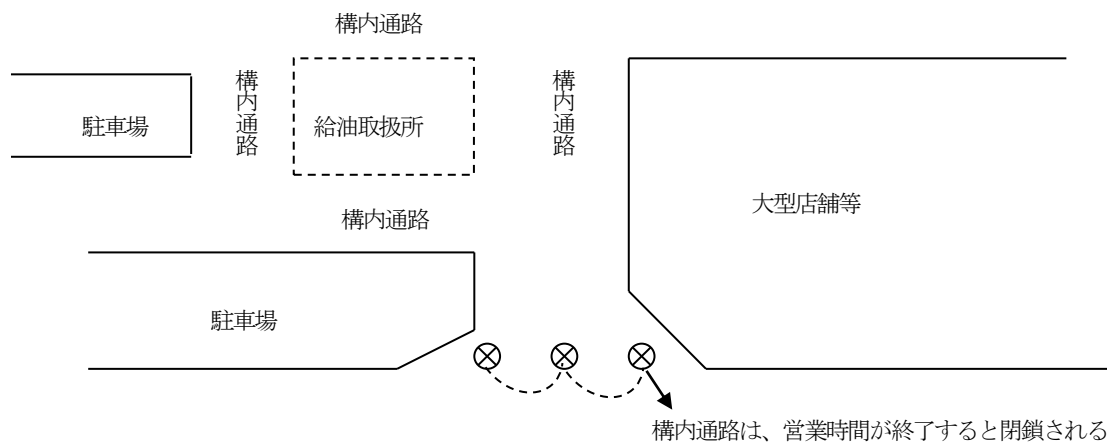 構内通路
構内通路
構内通路
駐車場
給油取扱所
大型店舗等
構内通路
駐車場
構内通路は、営業時間が終了すると閉鎖される